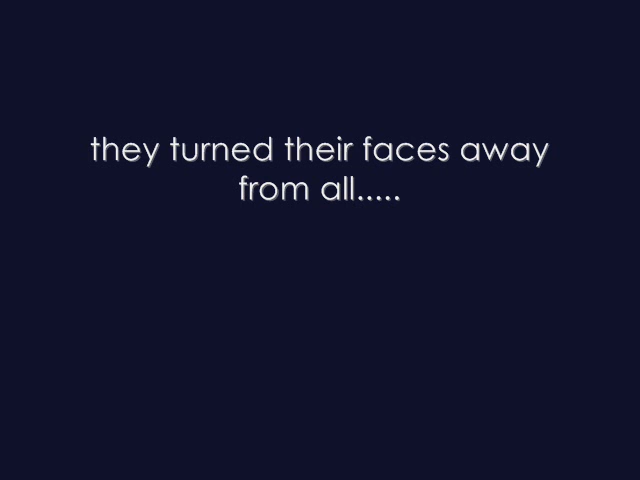 they turned their faces away
from all.....